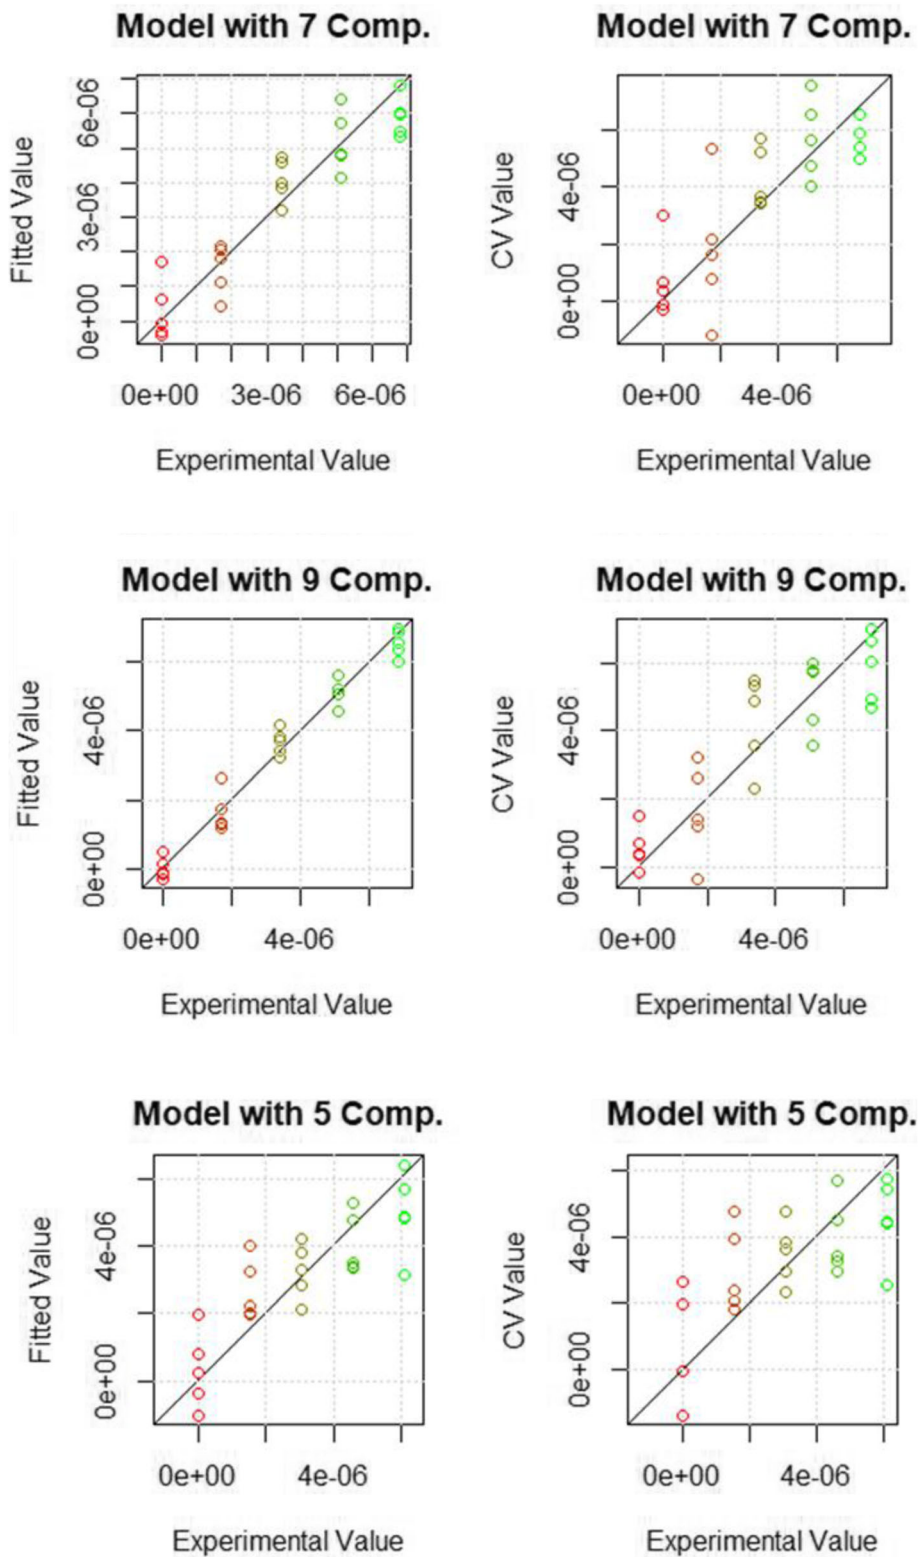 Model with 7 Comp.
Fitted Value
0e+00 3e-06 6e-06
0e+00 3e-06 6e-06
Experimental Value
Model with 7 Comp.
CV Value
0e+00 4e-06
0e+00 4e-06
Experimental Value
Model with 9 Comp.
Fitted Value
0e+00 4e-06
0e+00 4e-06
Experimental Value
Model with 9 Comp.
CV Value
0e+00 4e-06
0e+00 4e-06
Experimental Value
Model with 5 Comp.
Fitted Value
0e+00 4e-06
0e+00 4e-06
Experimental Value
Model with 5 Comp.
CV Value
0e+00 4e-06
0e+00 4e-06
Experimental Value